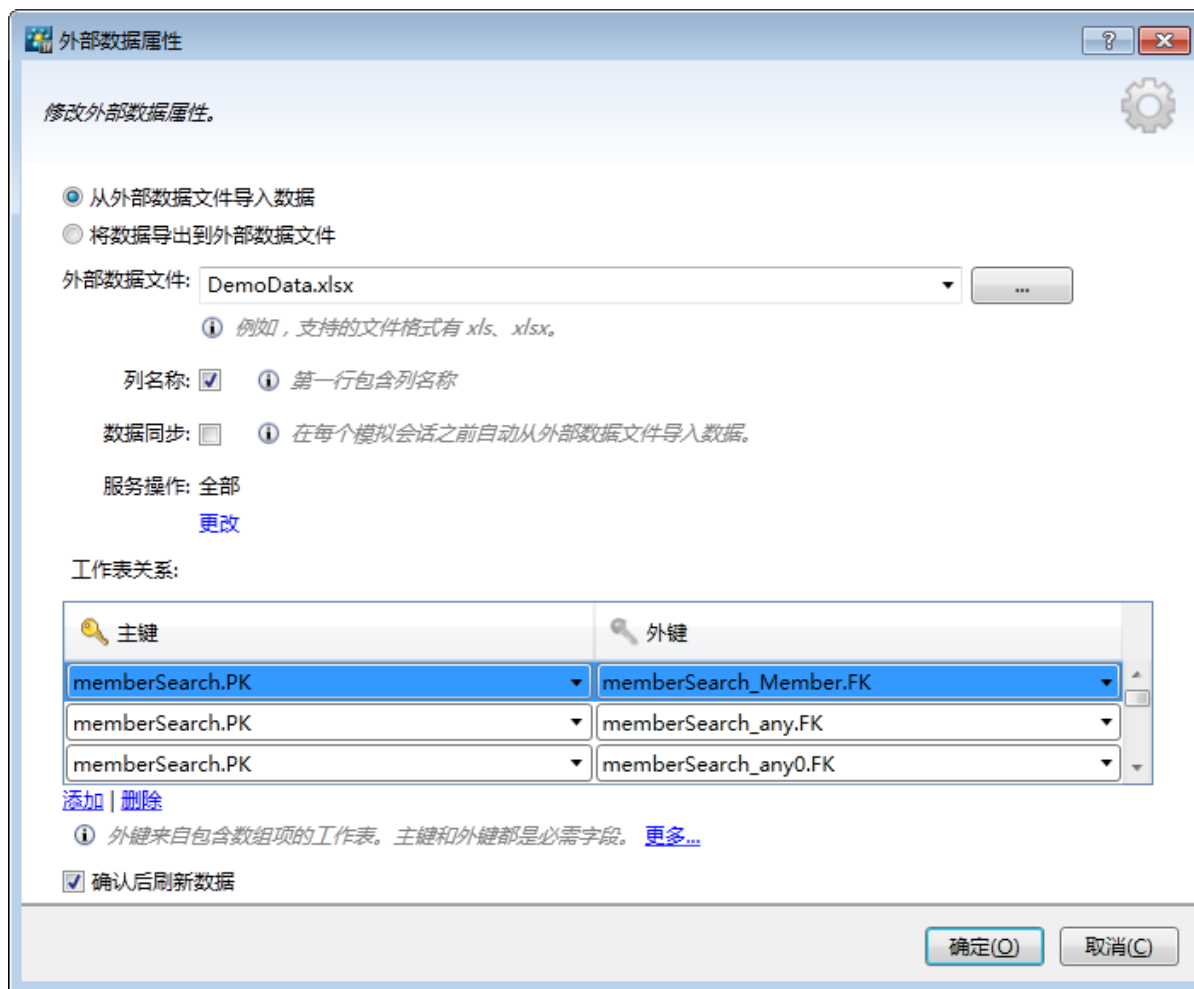 外部数据属性
修改外部数据属性。
从外部数据文件导入数据
将数据导出到外部数据文件
外部数据文件: DemoData.xlsx ...
例如，支持的文件格式有 xls、xlsx。
列名称: 第一行包含列名称
数据同步: 在每个模拟会话之前自动从外部数据文件导入数据。
服务操作: 全部
更改
工作表关系:
主键 外键
memberSearch.PK memberSearch_Member.FK
memberSearch.PK memberSearch_any.FK
memberSearch.PK memberSearch_any0.FK
添加 | 删除
外键来自包含数组项的工作表。主键和外键都是必需字段。 更多...
确认后刷新数据
确定(O) 取消(C)